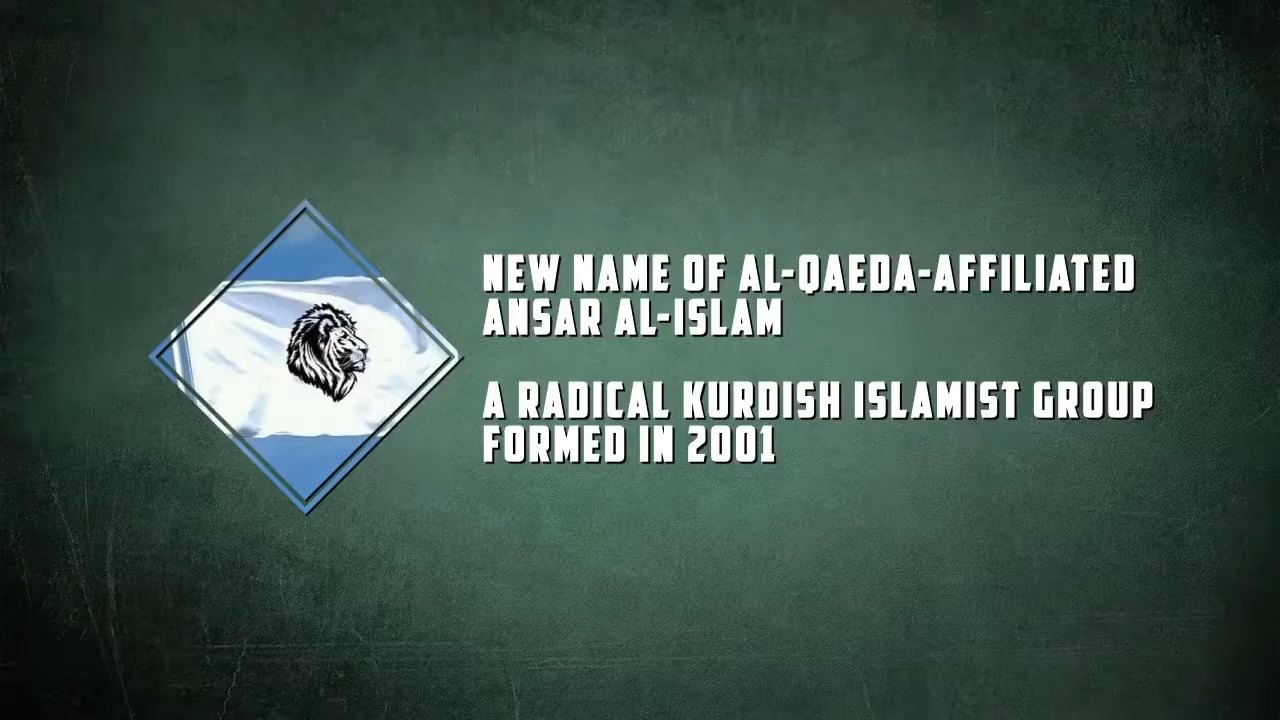 NEW NAME OF AL-QAEDA-AFFILIATED
ANSAR AL-ISLAM
A RADICAL KURDISH ISLAMIST GROUP
FORMED IN 2001